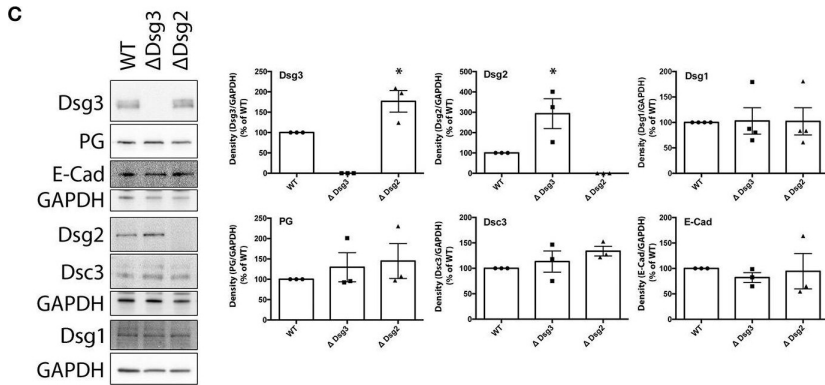 C
WT
ΔDsg3
ΔDsg2
Dsg3
PG
E-Cad
GAPDH
Dsg2
Dsc3
GAPDH
Dsg1
GAPDH
Dsg3
*
Density (Dsg3/GAPDH)
(% of WT)
250
200
150
100
50
0
WT
Δ Dsg3
Δ Dsg2
Dsg2
*
Density (Dsg2/GAPDH)
(% of WT)
500
400
300
200
100
0
WT
Δ Dsg3
Δ Dsg2
Dsg1
Density (Dsg1/GAPDH)
(% of WT)
250
200
150
100
50
0
WT
Δ Dsg3
Δ Dsg2
PG
Density (PG/GAPDH)
(% of WT)
250
200
150
100
50
0
WT
Δ Dsg3
Δ Dsg2
Dsc3
Density (Dsc3/GAPDH)
(% of WT)
250
200
150
100
50
0
WT
Δ Dsg3
Δ Dsg2
E-Cad
Density (E-Cad/GAPDH)
(% of WT)
200
150
100
50
0
WT
Δ Dsg3
Δ Dsg2